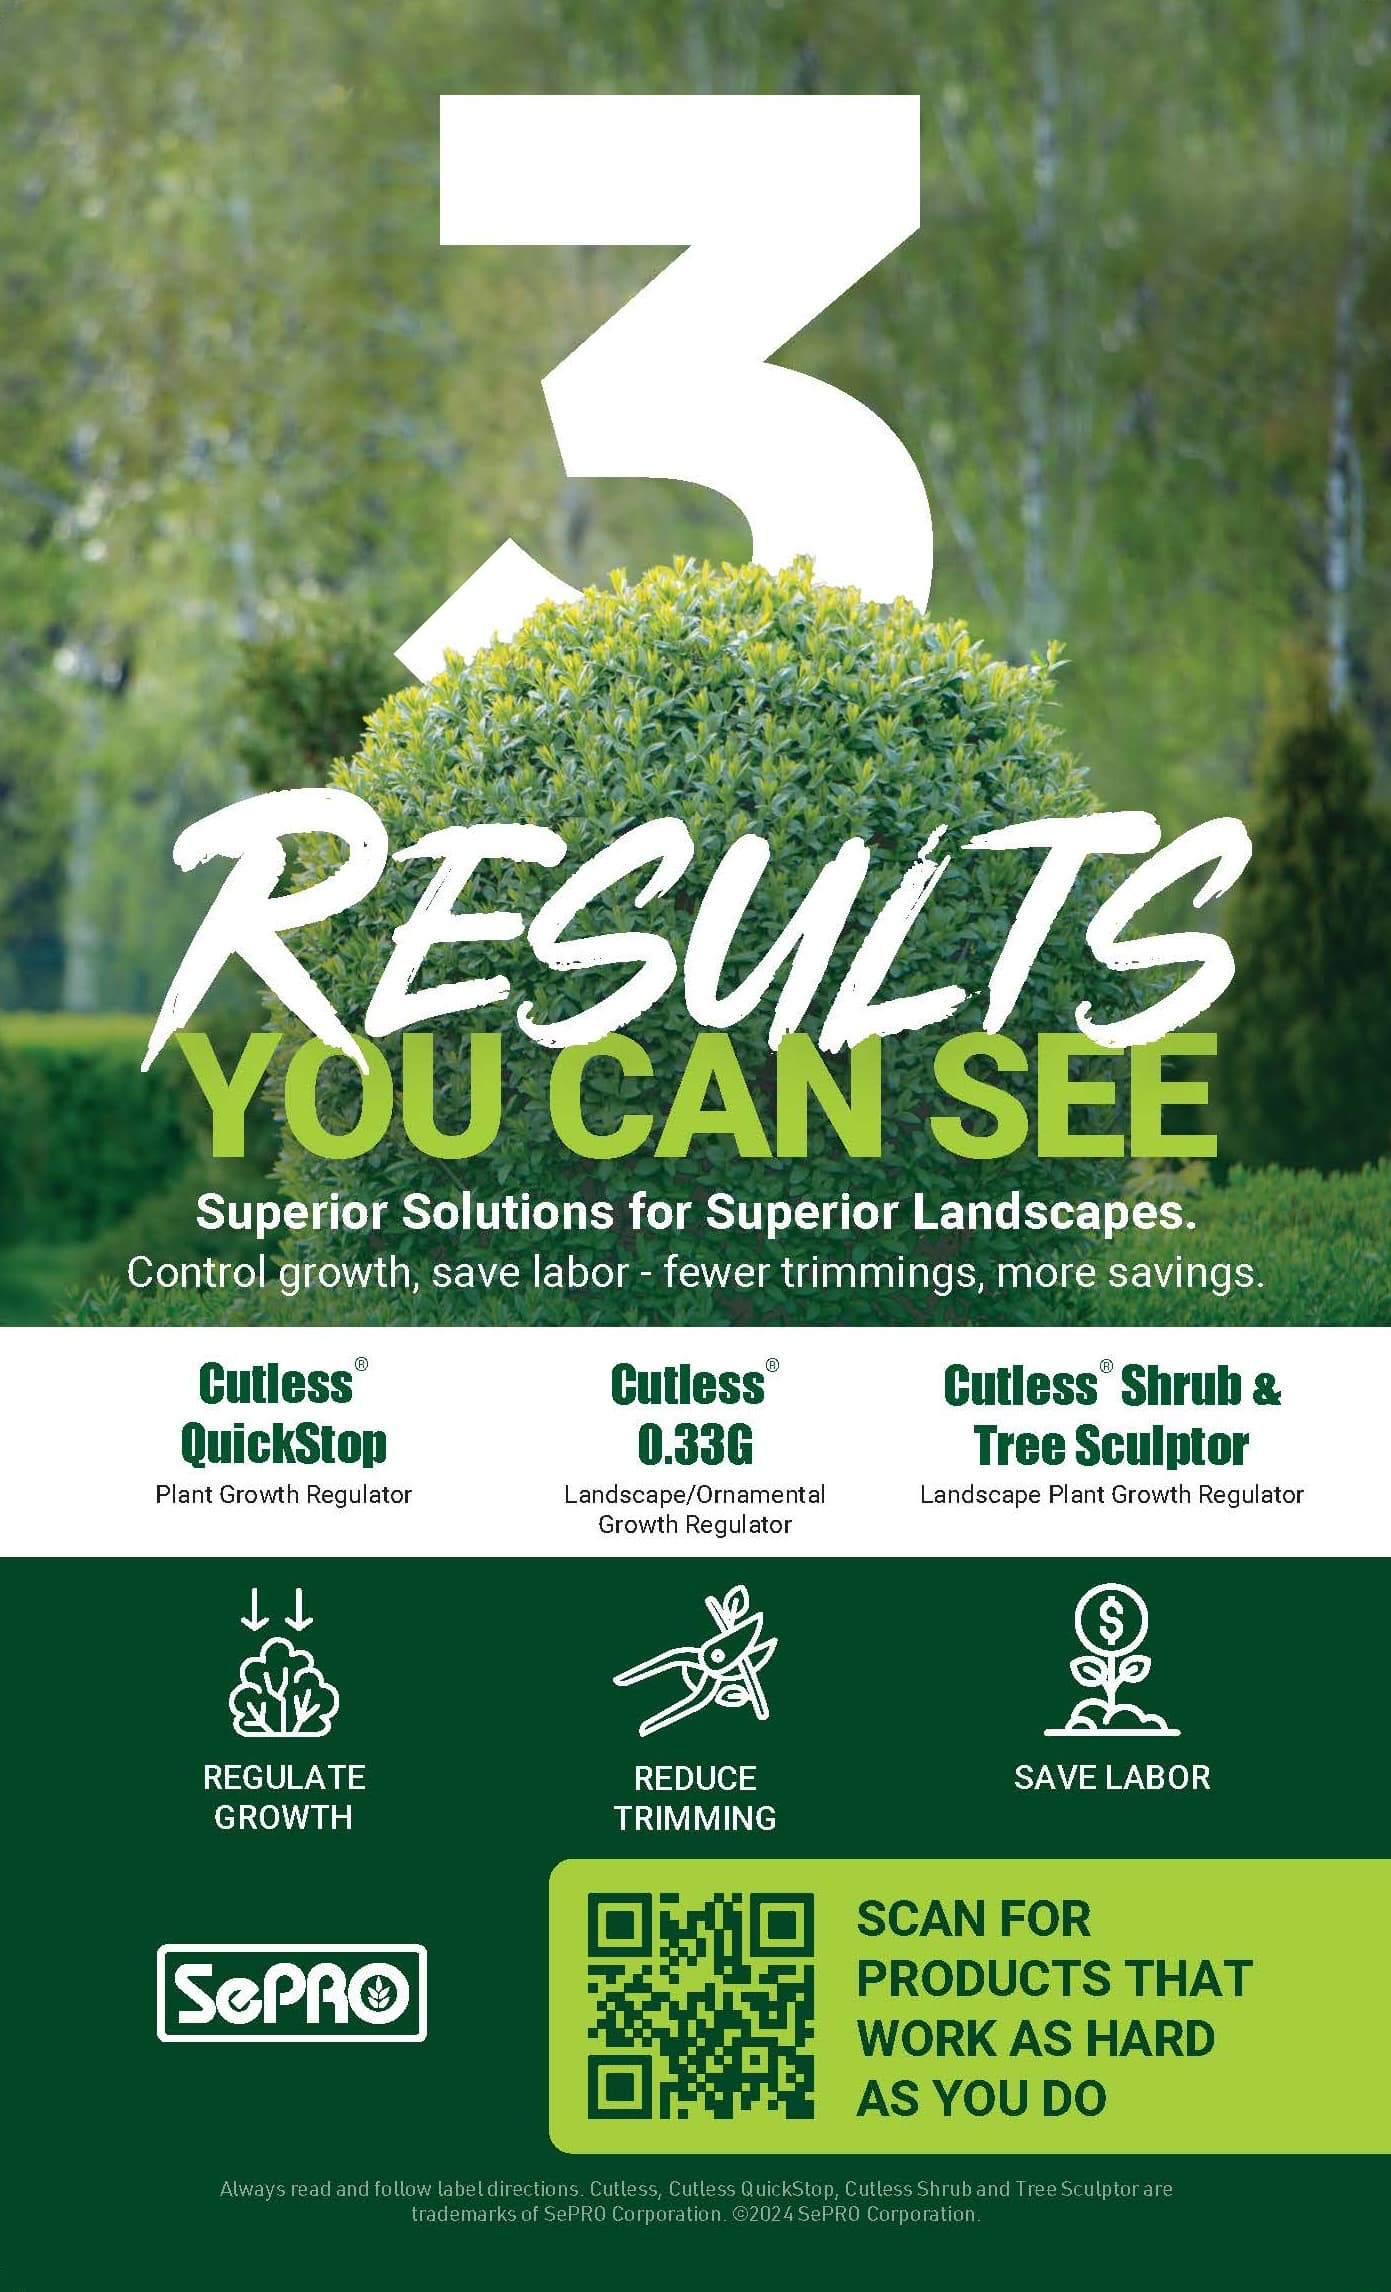 3
RESULTS
YOU CAN SEE
Superior Solutions for Superior Landscapes.
Control growth, save labor - fewer trimmings, more savings.
Cutless®
QuickStop
Plant Growth Regulator
Cutless®
0.33G
Landscape/Ornamental
Growth Regulator
Cutless® Shrub &
Tree Sculptor
Landscape Plant Growth Regulator
$
REGULATE
GROWTH
REDUCE
TRIMMING
SAVE LABOR
SePRO
SCAN FOR
PRODUCTS THAT
WORK AS HARD
AS YOU DO
Always read and follow label directions. Cutless, Cutless QuickStop, Cutless Shrub and Tree Sculptor are
trademarks of SePRO Corporation. ©2024 SePRO Corporation.